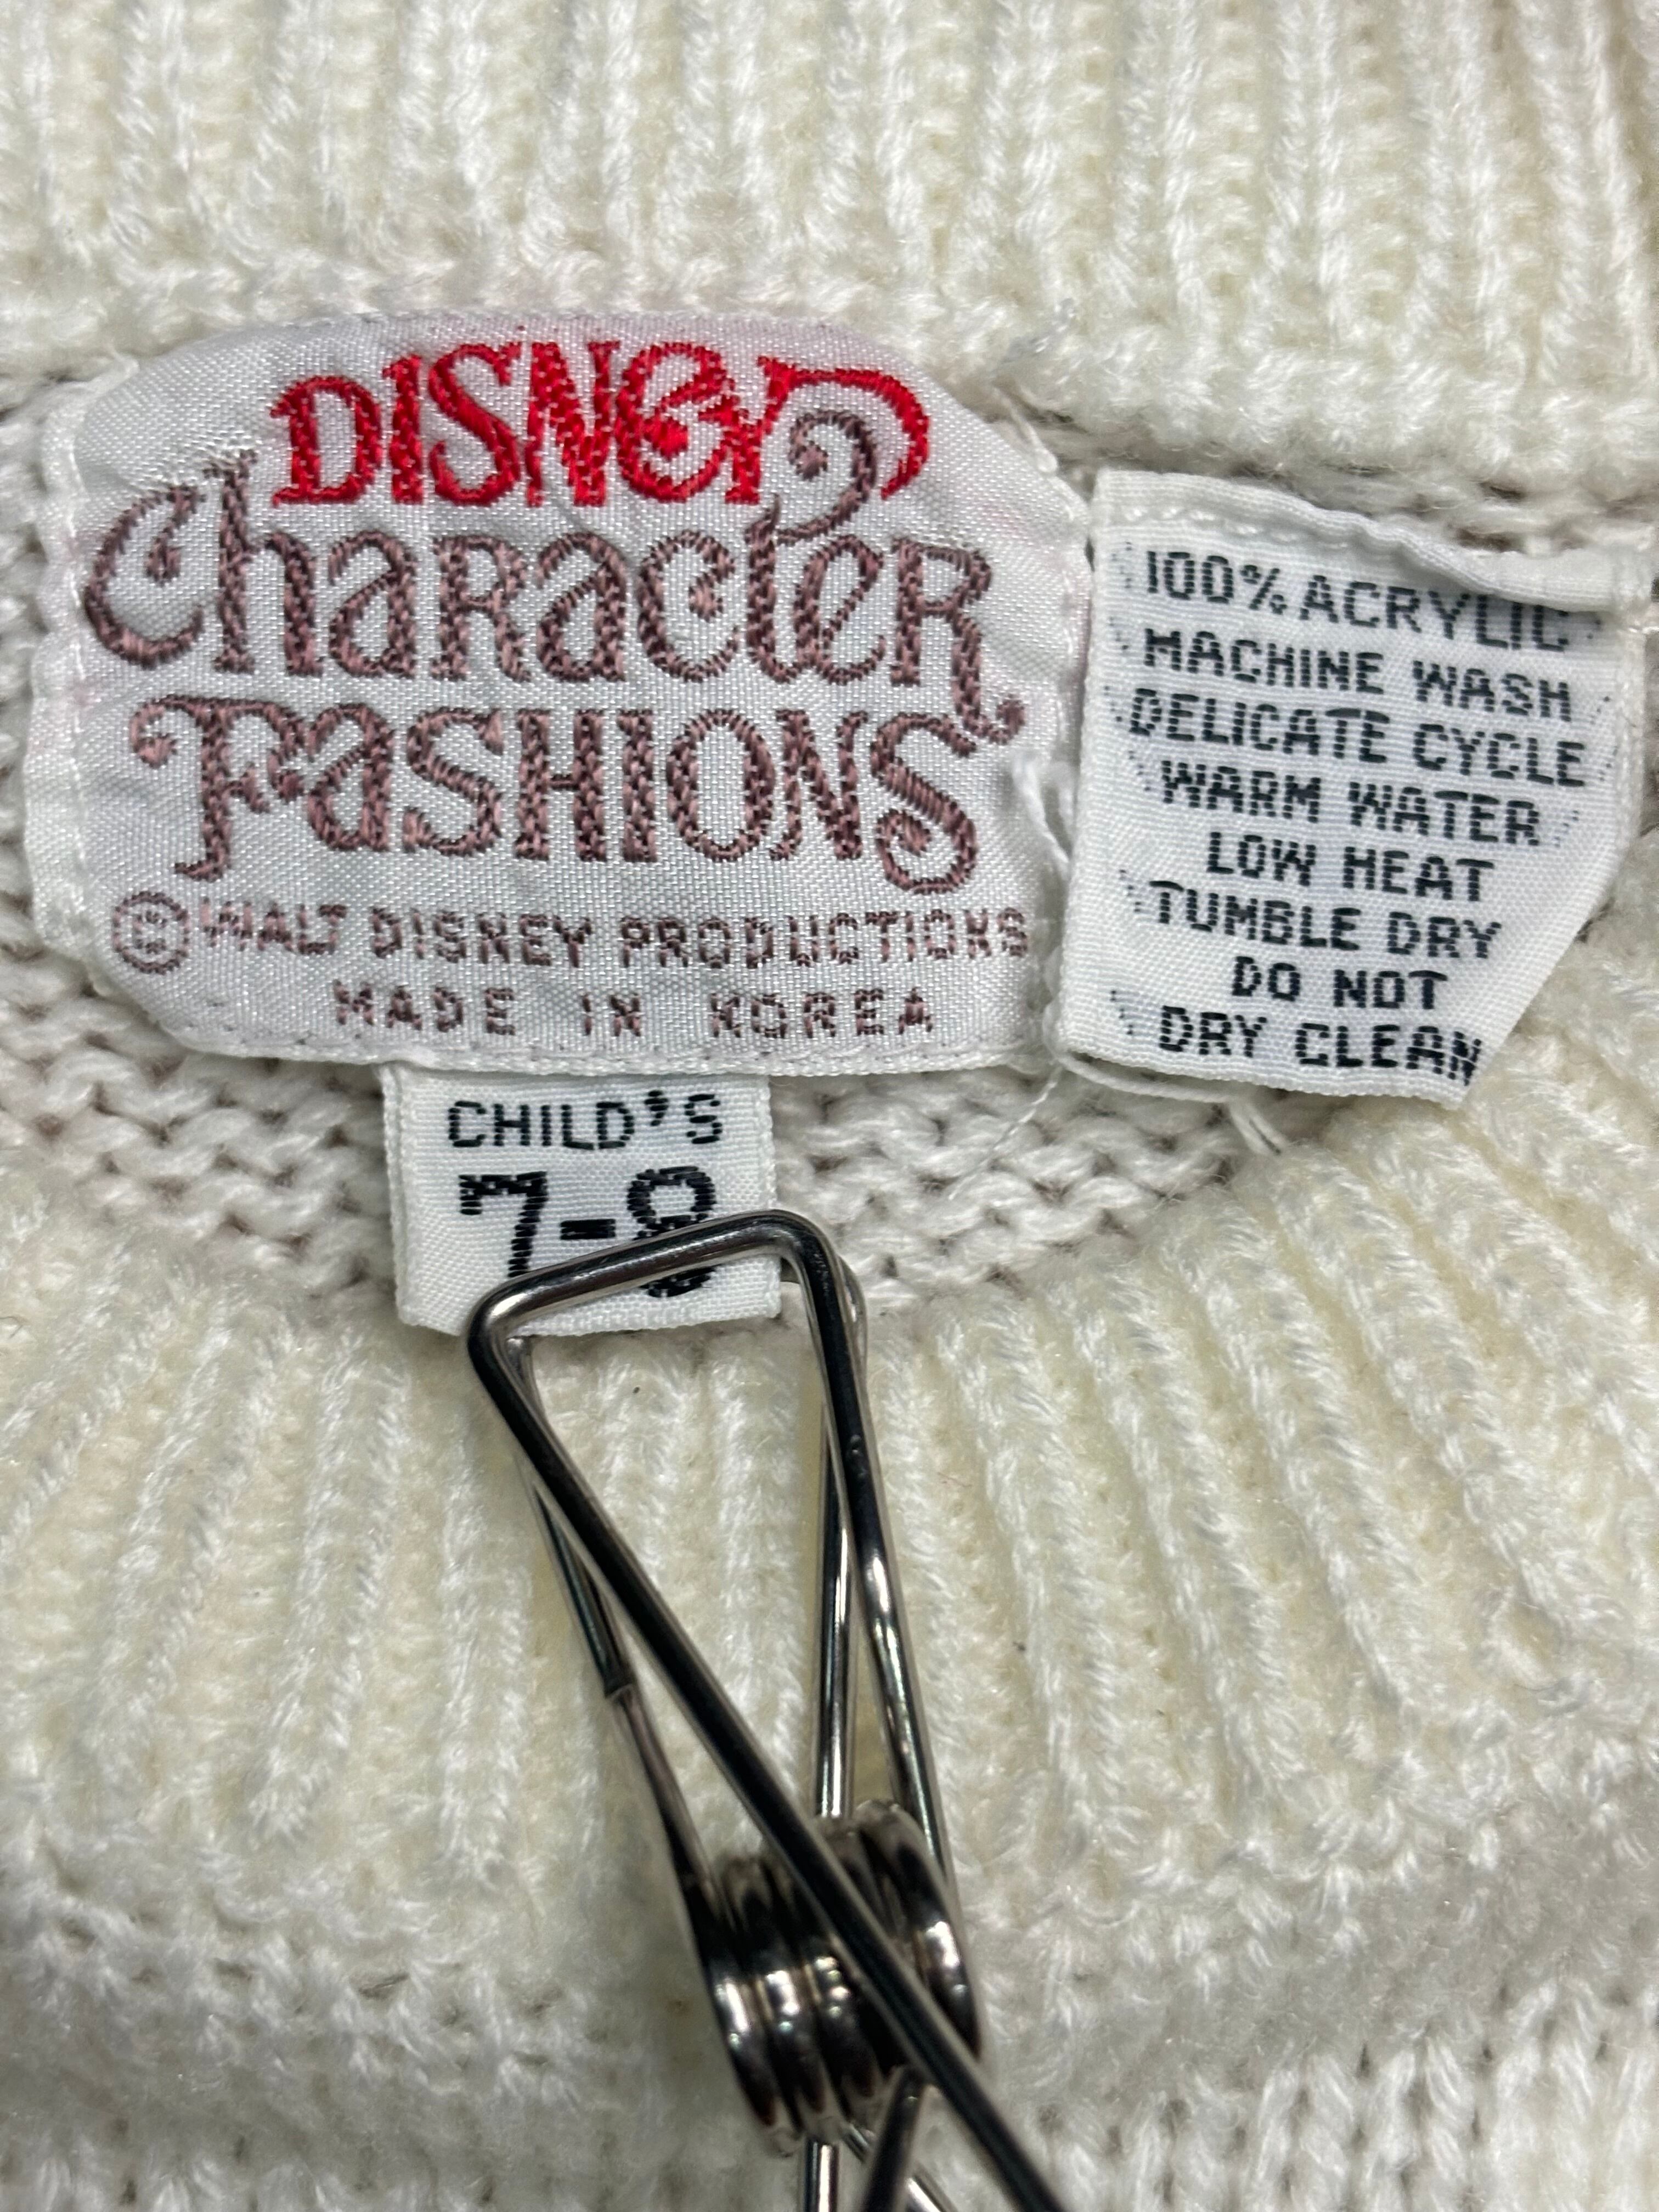 DISNEY
Character
Fashions
© WALT DISNEY PRODUCTIONS
MADE IN KOREA
CHILD'S
7-8
100% ACRYLIC
MACHINE WASH
DELICATE CYCLE
WARM WATER
LOW HEAT
TUMBLE DRY
DO NOT
DRY CLEAN